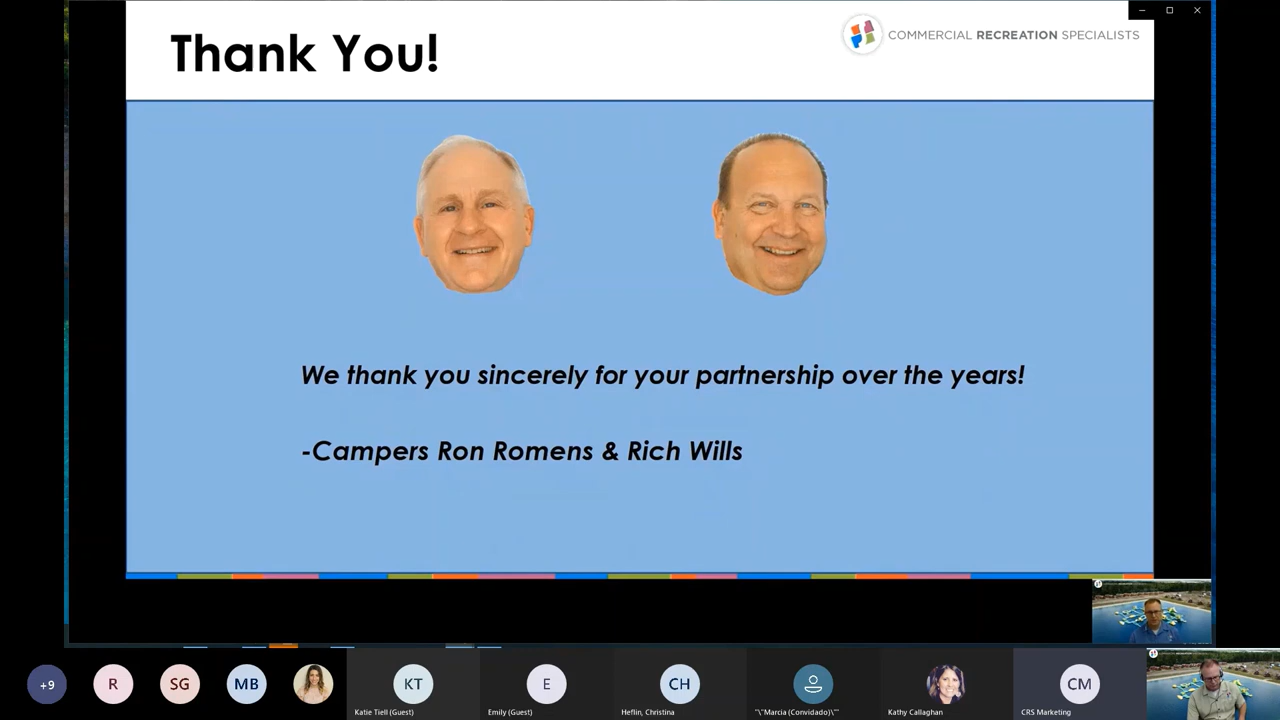 Thank You!
COMMERCIAL RECREATION SPECIALISTS
We thank you sincerely for your partnership over the years!
-Campers Ron Romens & Rich Wills
+9
R
SG
MB
KT
Katie Tiell (Guest)
E
Emily (Guest)
CH
Heflin, Christina
"\"Marcia (Convidado)\""
Kathy Callaghan
CM
CRS Marketing